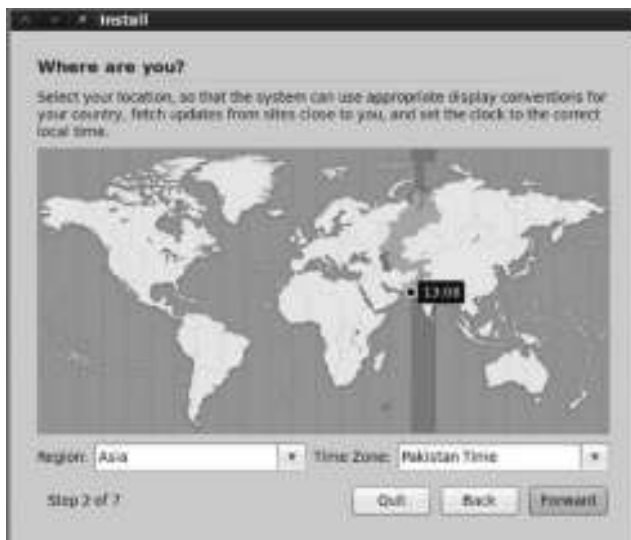 Install
Where are you?
Select your location, so that the system can use appropriate display conventions for
your country, fetch updates from sites close to you, and set the clock to the correct
local time.
Region: Asia Time Zone: Pakistan Time
Step 2 of 7 Quit Back Forward